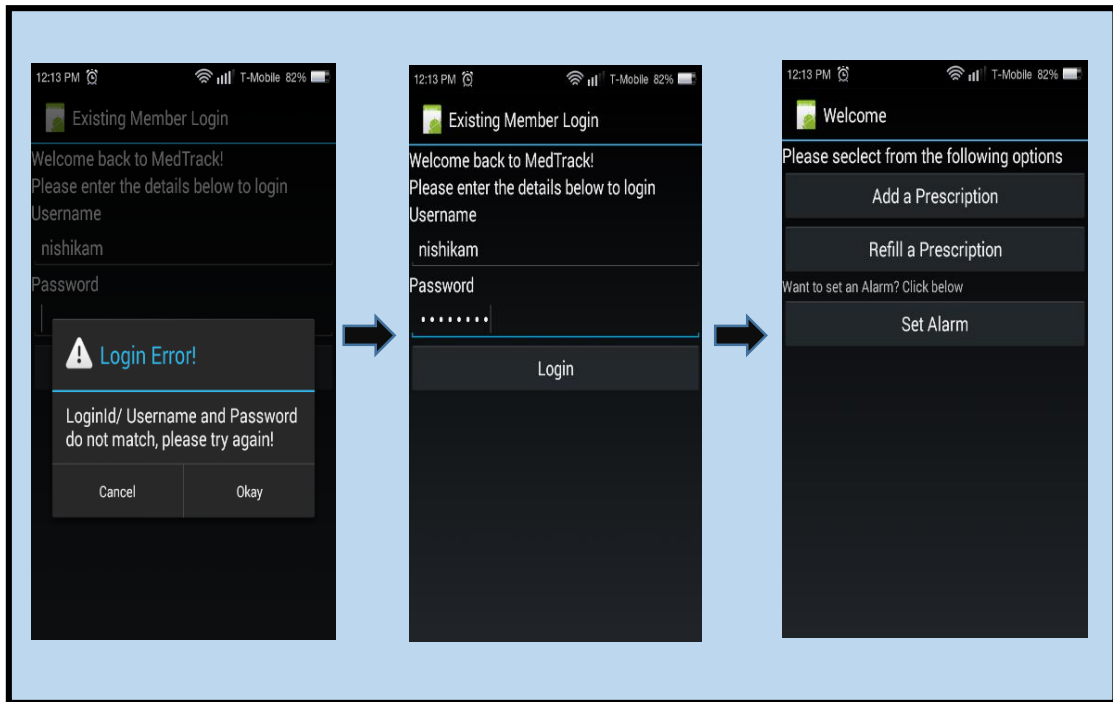 12:13 PM T-Mobile 82%
Existing Member Login
Welcome back to MedTrack!
Please enter the details below to login
Username
nishikam
Password
Login Error!
LoginId/ Username and Password
do not match, please try again!
Cancel Okay
12:13 PM T-Mobile 82%
Existing Member Login
Welcome back to MedTrack!
Please enter the details below to login
Username
nishikam
Password
••••••••
Login
12:13 PM T-Mobile 82%
Welcome
Please seclect from the following options
Add a Prescription
Refill a Prescription
Want to set an Alarm? Click below
Set Alarm